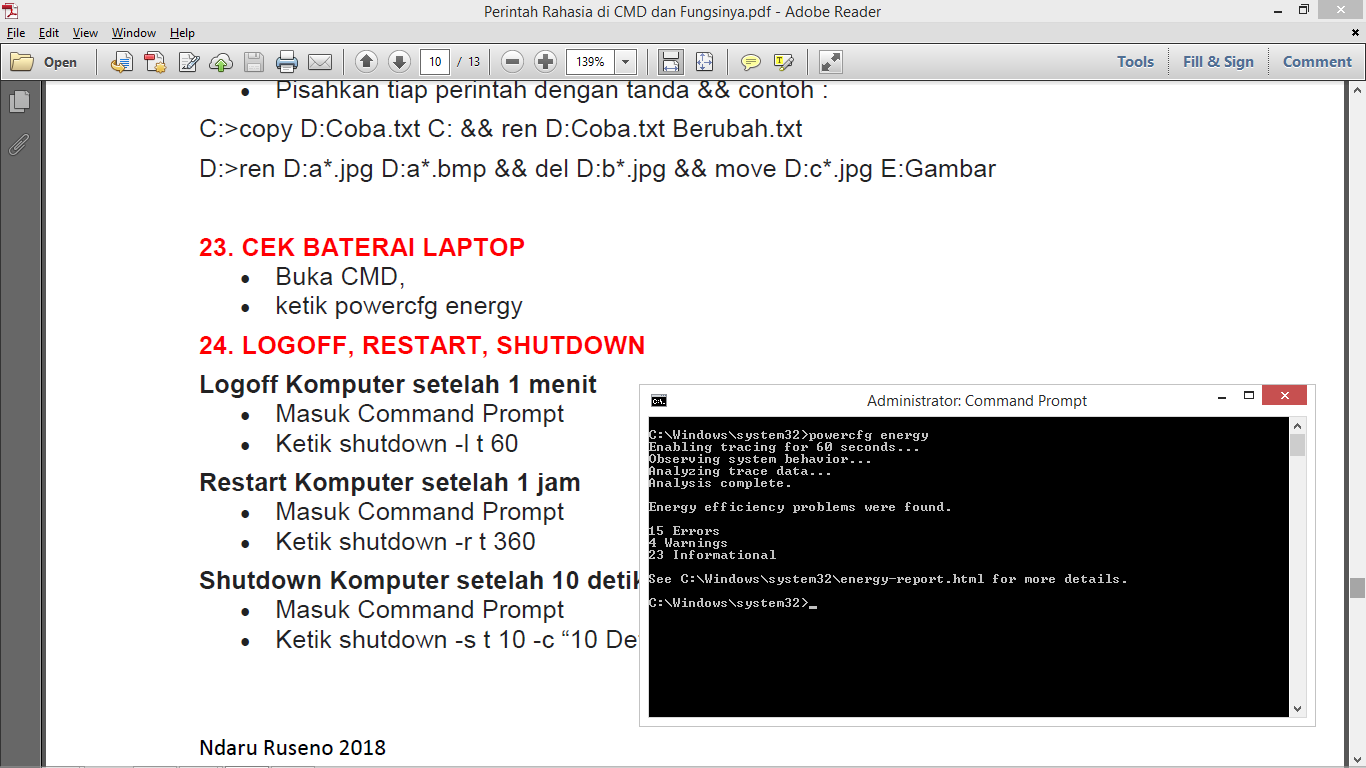 Perintah Rahasia di CMD dan Fungsinya.pdf - Adobe Reader
File Edit View Window Help
Open 10 / 13 139% Tools Fill & Sign Comment
• Pisahkan tiap perintah dengan tanda && contoh :
C:>copy D:Coba.txt C: && ren D:Coba.txt Berubah.txt
D:>ren D:a*.jpg D:a*.bmp && del D:b*.jpg && move D:c*.jpg E:Gambar
23. CEK BATERAI LAPTOP
• Buka CMD,
• ketik powercfg energy
24. LOGOFF, RESTART, SHUTDOWN
Logoff Komputer setelah 1 menit
• Masuk Command Prompt
• Ketik shutdown -l t 60
Restart Komputer setelah 1 jam
• Masuk Command Prompt
• Ketik shutdown -r t 360
Shutdown Komputer setelah 10 detik
• Masuk Command Prompt
• Ketik shutdown -s t 10 -c “10 De
Ndaru Ruseno 2018
Administrator: Command Prompt
C:\Windows\system32>powercfg energy
Enabling tracing for 60 seconds...
Observing system behavior...
Analyzing trace data...
Analysis complete.
Energy efficiency problems were found.
15 Errors
4 Warnings
23 Informational
See C:\Windows\system32\energy-report.html for more details.
C:\Windows\system32>_